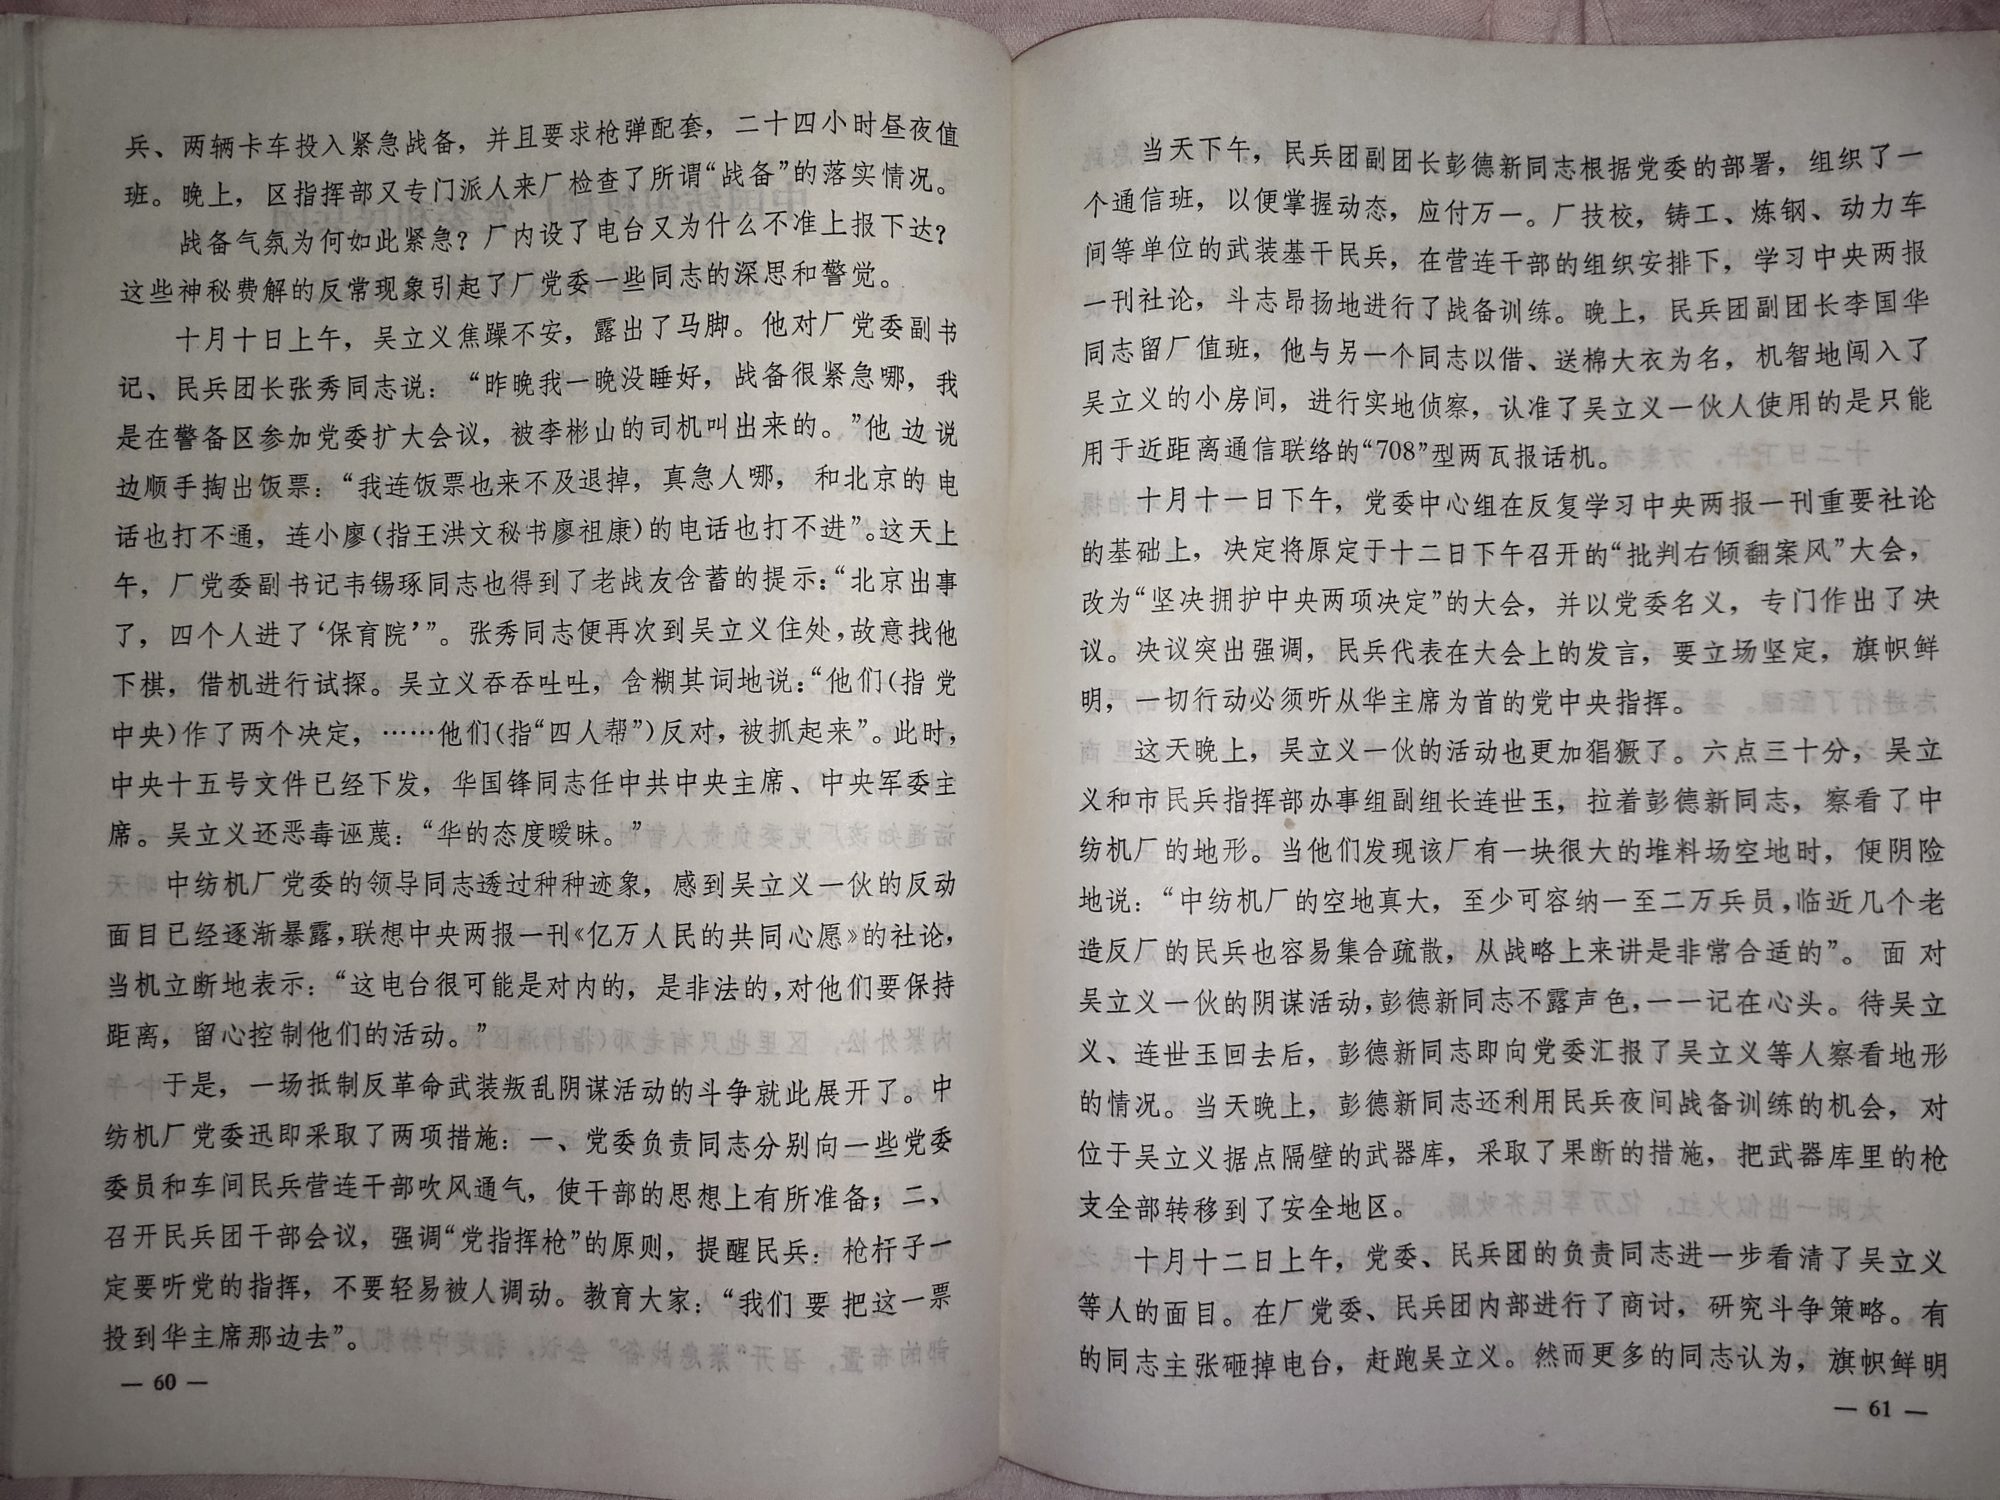 兵、两辆卡车投入紧急战备，并且要求枪弹配套，二十四小时昼夜值
班。晚上，区指挥部又专门派人来厂检查了所谓“战备”的落实情况。
战备气氛为何如此紧急？厂内设了电台又为什么不准上报下达？
这些神秘费解的反常现象引起了厂党委一些同志的深思和警觉。
十月十日上午，吴立义焦躁不安，露出了马脚。他对厂党委副书
记、民兵团长张秀同志说：“昨晚我一晚没睡好，战备很紧急哪，我
是在警备区参加党委扩大会议，被李彬山的司机叫出来的。”他边说
边顺手掏出饭票：“我连饭票也来不及退掉，真急人哪，和北京的电
话也打不通，连小廖（指王洪文秘书廖祖康）的电话也打不进”。这天上
午，厂党委副书记韦锡琢同志也得到了老战友含蓄的提示：“北京出事
了，四个人进了‘保育院’”。张秀同志便再次到吴立义住处，故意找他
下棋，借机进行试探。吴立义吞吞吐吐，含糊其词地说：“他们（指党
中央）作了两个决定，……他们（指“四人帮”）反对，被抓起来”。此时，
中央十五号文件已经下发，华国锋同志任中共中央主席、中央军委主
席。吴立义还恶毒诬蔑：“华的态度暧昧。”
中纺机厂党委的领导同志透过种种迹象，感到吴立义一伙的反动
面目已经逐渐暴露，联想中央两报一刊《亿万人民的共同心愿》的社论，
当机立断地表示：“这电台很可能是对内的，是非法的，对他们要保持
距离，留心控制他们的活动。”
于是，一场抵制反革命武装叛乱阴谋活动的斗争就此展开了。中
纺机厂党委迅即采取了两项措施：一、党委负责同志分别向一些党委
委员和车间民兵营连干部吹风通气，使干部的思想上有所准备；二、
召开民兵团干部会议，强调“党指挥枪”的原则，提醒民兵：枪杆子一
定要听党的指挥，不要轻易被人调动。教育大家：“我们要把这一票
投到华主席那边去”。
— 60 —
当天下午，民兵团副团长彭德新同志根据党委的部署，组织了一
个通信班，以便掌握动态，应付万一。厂技校，铸工、炼钢、动力车
间等单位的武装基干民兵，在营连干部的组织安排下，学习中央两报
一刊社论，斗志昂扬地进行了战备训练。晚上，民兵团副团长李国华
同志留厂值班，他与另一个同志以借、送棉大衣为名，机智地闯入了
吴立义的小房间，进行实地侦察，认准了吴立义一伙人使用的是只能
用于近距离通信联络的“708”型两瓦报话机。
十月十一日下午，党委中心组在反复学习中央两报一刊重要社论
的基础上，决定将原定于十二日下午召开的“批判右倾翻案风”大会，
改为“坚决拥护中央两项决定”的大会，并以党委名义，专门作出了决
议。决议突出强调，民兵代表在大会上的发言，要立场坚定，旗帜鲜
明，一切行动必须听从华主席为首的党中央指挥。
这天晚上，吴立义一伙的活动也更加猖獗了。六点三十分，吴立
义和市民兵指挥部办事组副组长连世玉，拉着彭德新同志，察看了中
纺机厂的地形。当他们发现该厂有一块很大的堆料场空地时，便阴险
地说：“中纺机厂的空地真大，至少可容纳一至二万兵员，临近几个老
造反厂的民兵也容易集合疏散，从战略上来讲是非常合适的”。面对
吴立义一伙的阴谋活动，彭德新同志不露声色，一一记在心头。待吴立
义、连世玉回去后，彭德新同志即向党委汇报了吴立义等人察看地形
的情况。当天晚上，彭德新同志还利用民兵夜间战备训练的机会，对
位于吴立义据点隔壁的武器库，采取了果断的措施，把武器库里的枪
支全部转移到了安全地区。
十月十二日上午，党委、民兵团的负责同志进一步看清了吴立义
等人的面目。在厂党委、民兵团内部进行了商讨，研究斗争策略。有
的同志主张砸掉电台，赶跑吴立义。然而更多的同志认为，旗帜鲜明
— 61 —